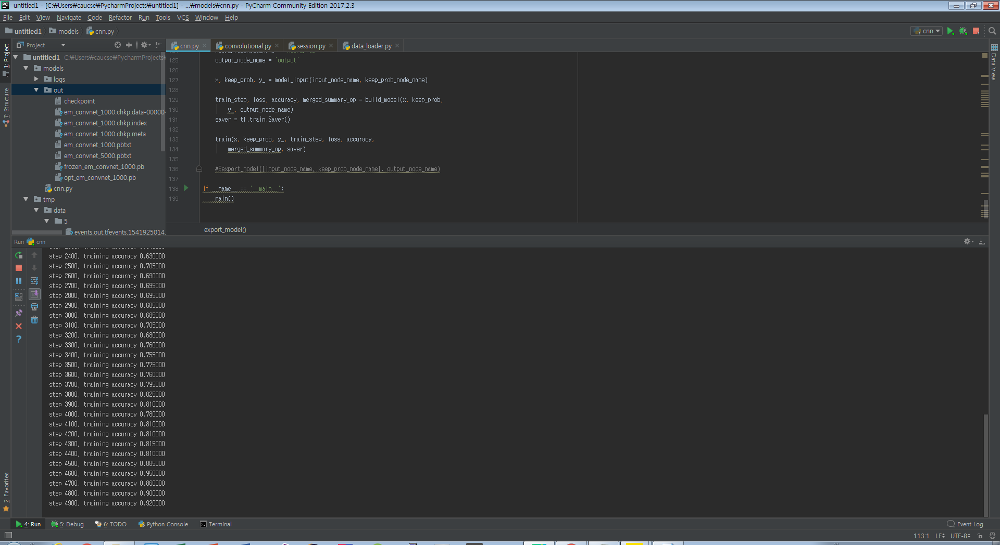 untitled1 - [C:\Users\caucse\PycharmProjects\untitled1] - ...\models\cnn.py - PyCharm Community Edition 2017.2.3
File Edit View Navigate Code Refactor Run Tools VCS Window Help
untitled1 models cnn.py
cnn
Project
cnn.py convolutional.py session.py data_loader.py
1: Project
7: Structure
2: Favorites
Data View
untitled1 C:\Users\caucse\PycharmProjects\
models
logs
out
checkpoint
em_convnet_1000.chkp.data-00000-
em_convnet_1000.chkp.index
em_convnet_1000.chkp.meta
em_convnet_1000.pbtxt
em_convnet_5000.pbtxt
frozen_em_convnet_1000.pb
opt_em_convnet_1000.pb
cnn.py
tmp
data
5
events.out.tfevents.1541925014.
125 output_node_name = 'output'
126
127 x, keep_prob, y_ = model_input(input_node_name, keep_prob_node_name)
128
129 train_step, loss, accuracy, merged_summary_op = build_model(x, keep_prob,
130 y_, output_node_name)
131 saver = tf.train.Saver()
132
133 train(x, keep_prob, y_, train_step, loss, accuracy,
134 merged_summary_op, saver)
135
136 #Eexport_model([input_node_name, keep_prob_node_name], output_node_name)
137
138 if __name__ == '__main__':
139 main()
export_model()
Run cnn
step 2400, training accuracy 0.630000
step 2500, training accuracy 0.705000
step 2600, training accuracy 0.690000
step 2700, training accuracy 0.695000
step 2800, training accuracy 0.695000
step 2900, training accuracy 0.685000
step 3000, training accuracy 0.685000
step 3100, training accuracy 0.705000
step 3200, training accuracy 0.680000
step 3300, training accuracy 0.760000
step 3400, training accuracy 0.755000
step 3500, training accuracy 0.775000
step 3600, training accuracy 0.760000
step 3700, training accuracy 0.795000
step 3800, training accuracy 0.825000
step 3900, training accuracy 0.810000
step 4000, training accuracy 0.780000
step 4100, training accuracy 0.810000
step 4200, training accuracy 0.810000
step 4300, training accuracy 0.815000
step 4400, training accuracy 0.810000
step 4500, training accuracy 0.885000
step 4600, training accuracy 0.950000
step 4700, training accuracy 0.860000
step 4800, training accuracy 0.900000
step 4900, training accuracy 0.920000
4: Run 5: Debug 6: TODO Python Console Terminal Event Log
113:1 LF UTF-8